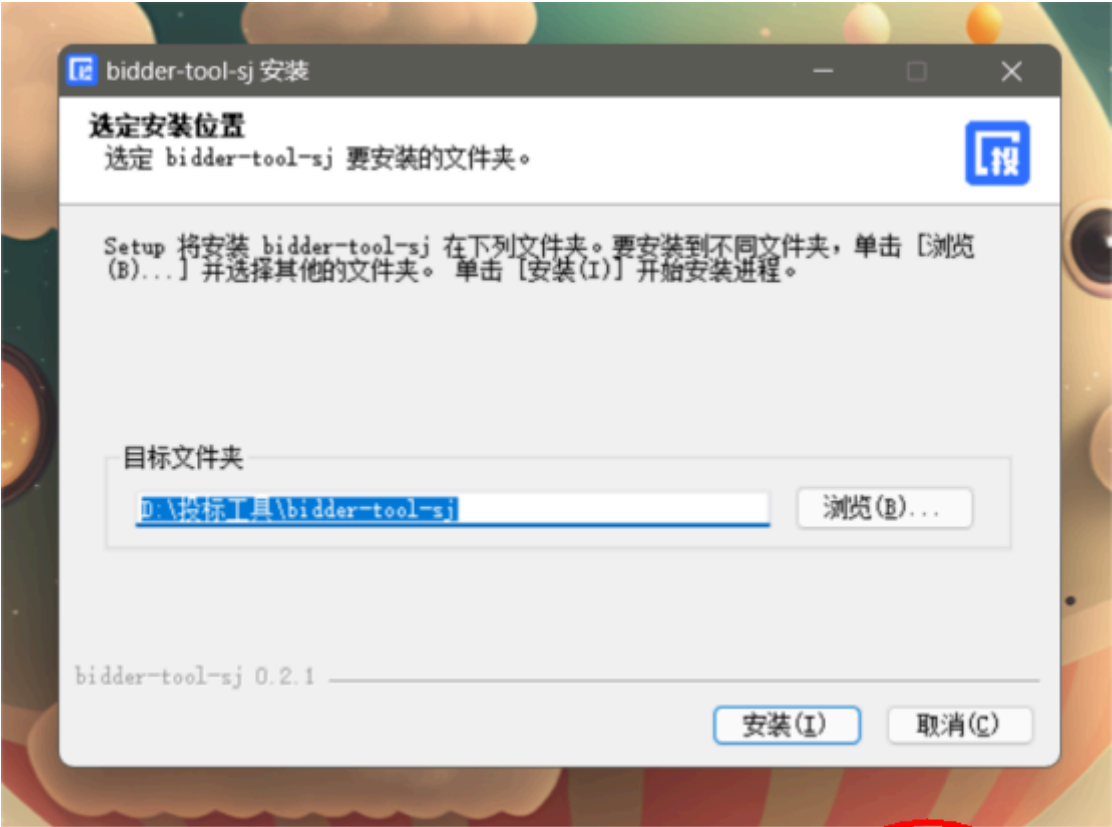 bidder-tool-sj 安装
选定安装位置
选定 bidder-tool-sj 要安装的文件夹。
投
Setup 将安装 bidder-tool-sj 在下列文件夹。要安装到不同文件夹，单击 [浏览
(B)...] 并选择其他的文件夹。 单击 [安装(I)] 开始安装进程。
目标文件夹
D:\投标工具\bidder-tool-sj
浏览(B)...
bidder-tool-sj 0.2.1
安装(I)
取消(C)